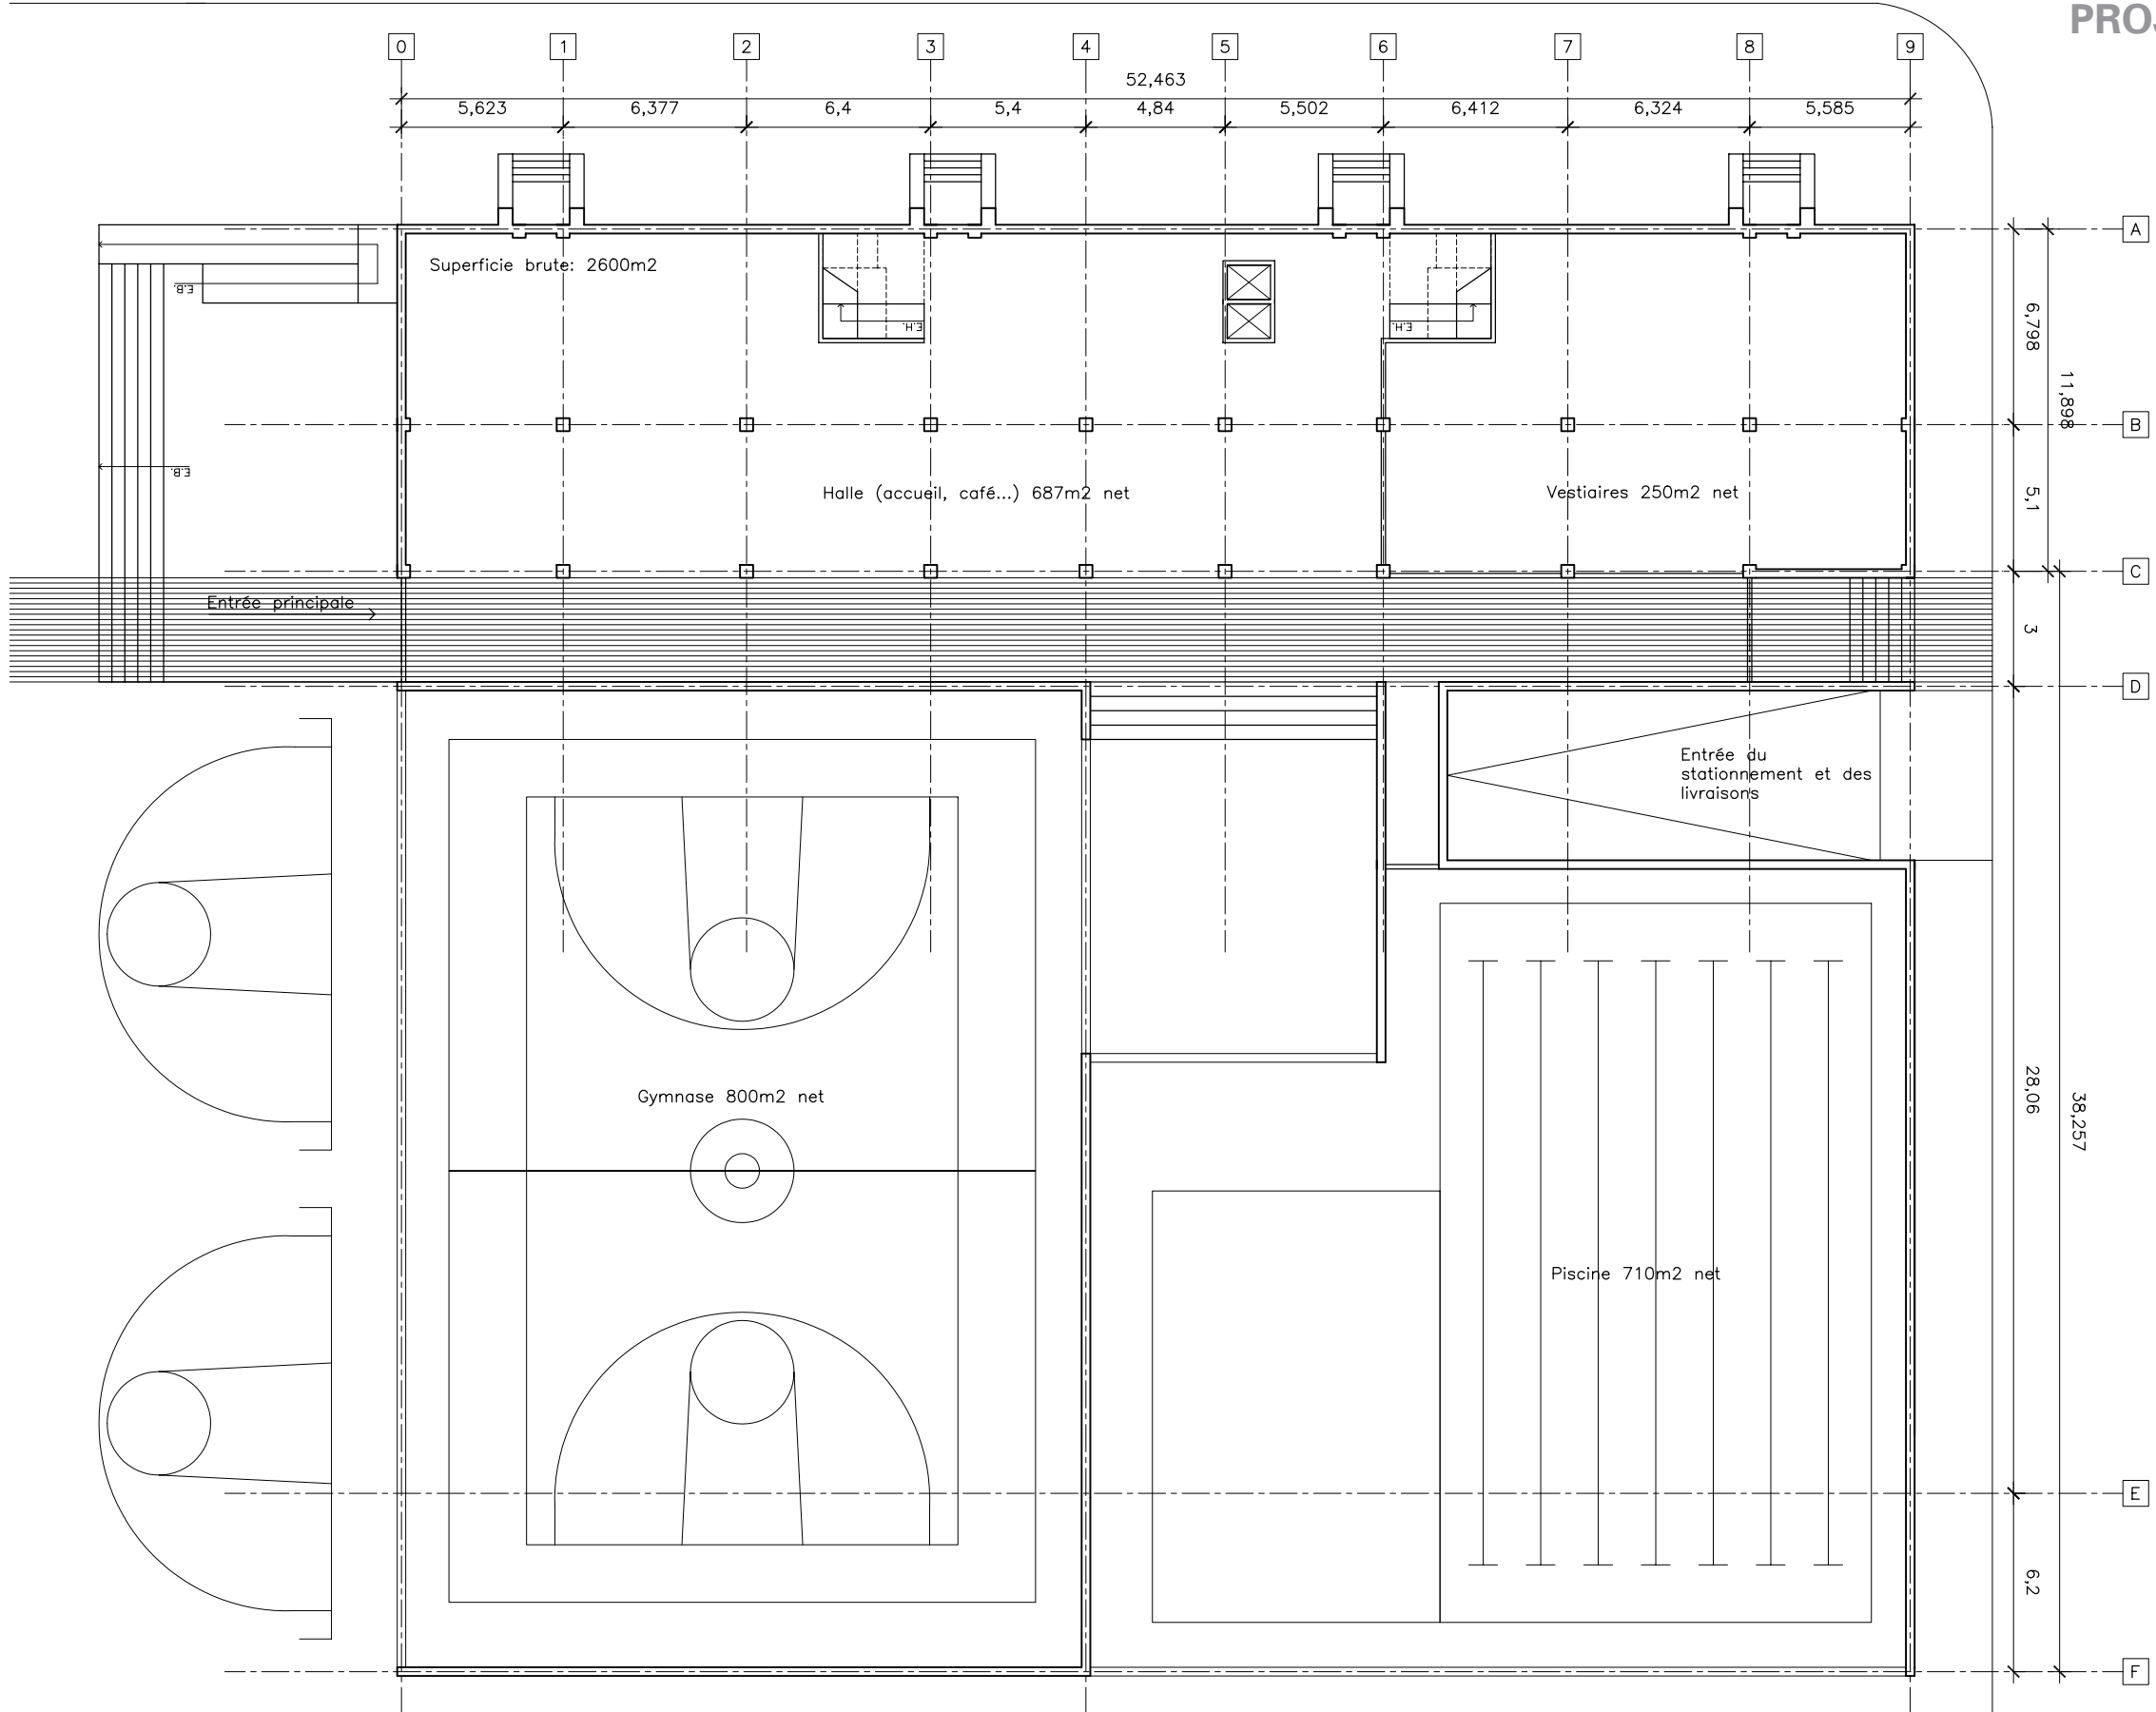 PROJ
0 1 2 3 4 5 6 7 8 9
52,463
5,623 6,377 6,4 5,4 4,84 5,502 6,412 6,324 5,585
A
Superficie brute: 2600m2
E.B.
E.H.
E.H.
6,798
11,898
B
E.B.
Halle (accueil, café...) 687m2 net
Vestiaires 250m2 net
5,1
C
Entrée principale
3
D
Entrée du
stationnement et des
livraisons
Gymnase 800m2 net
28,06
38,257
Piscine 710m2 net
E
6,2
F